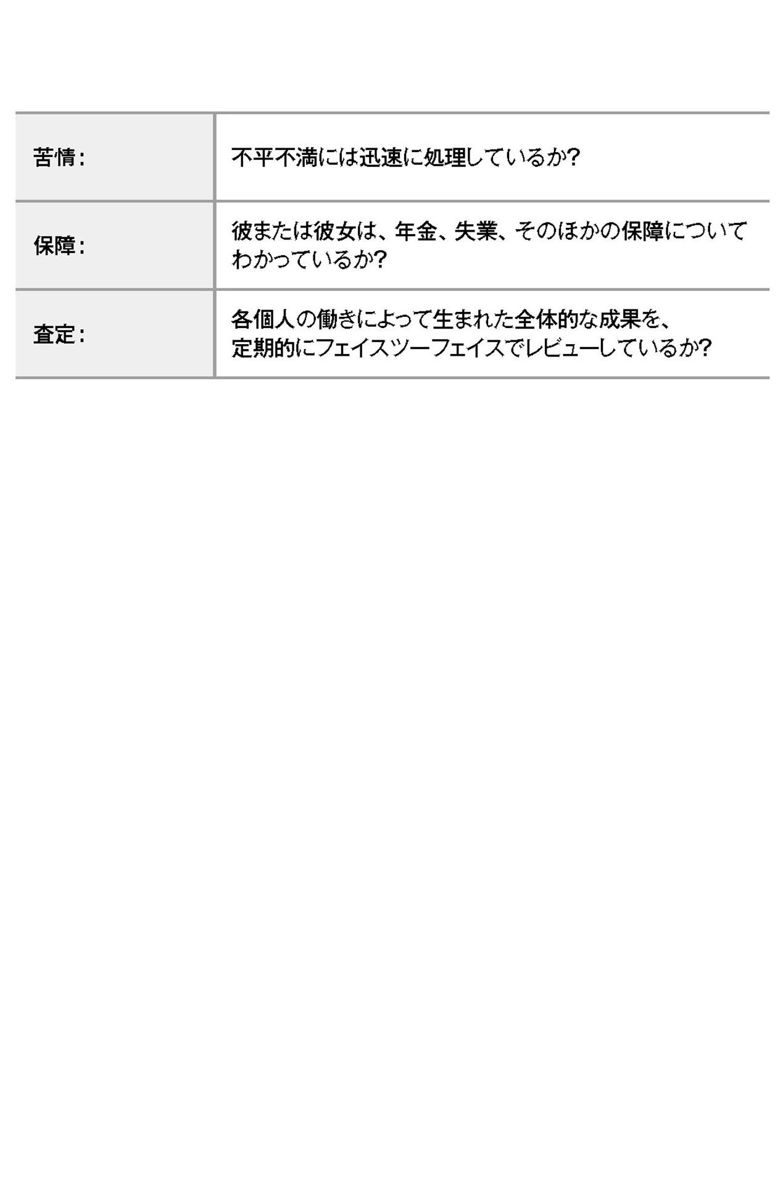 苦情：
不平不満には迅速に処理しているか？
保障：
彼または彼女は、年金、失業、そのほかの保障について
わかっているか？
査定：
各個人の働きによって生まれた全体的な成果を、
定期的にフェイスツーフェイスでレビューしているか？